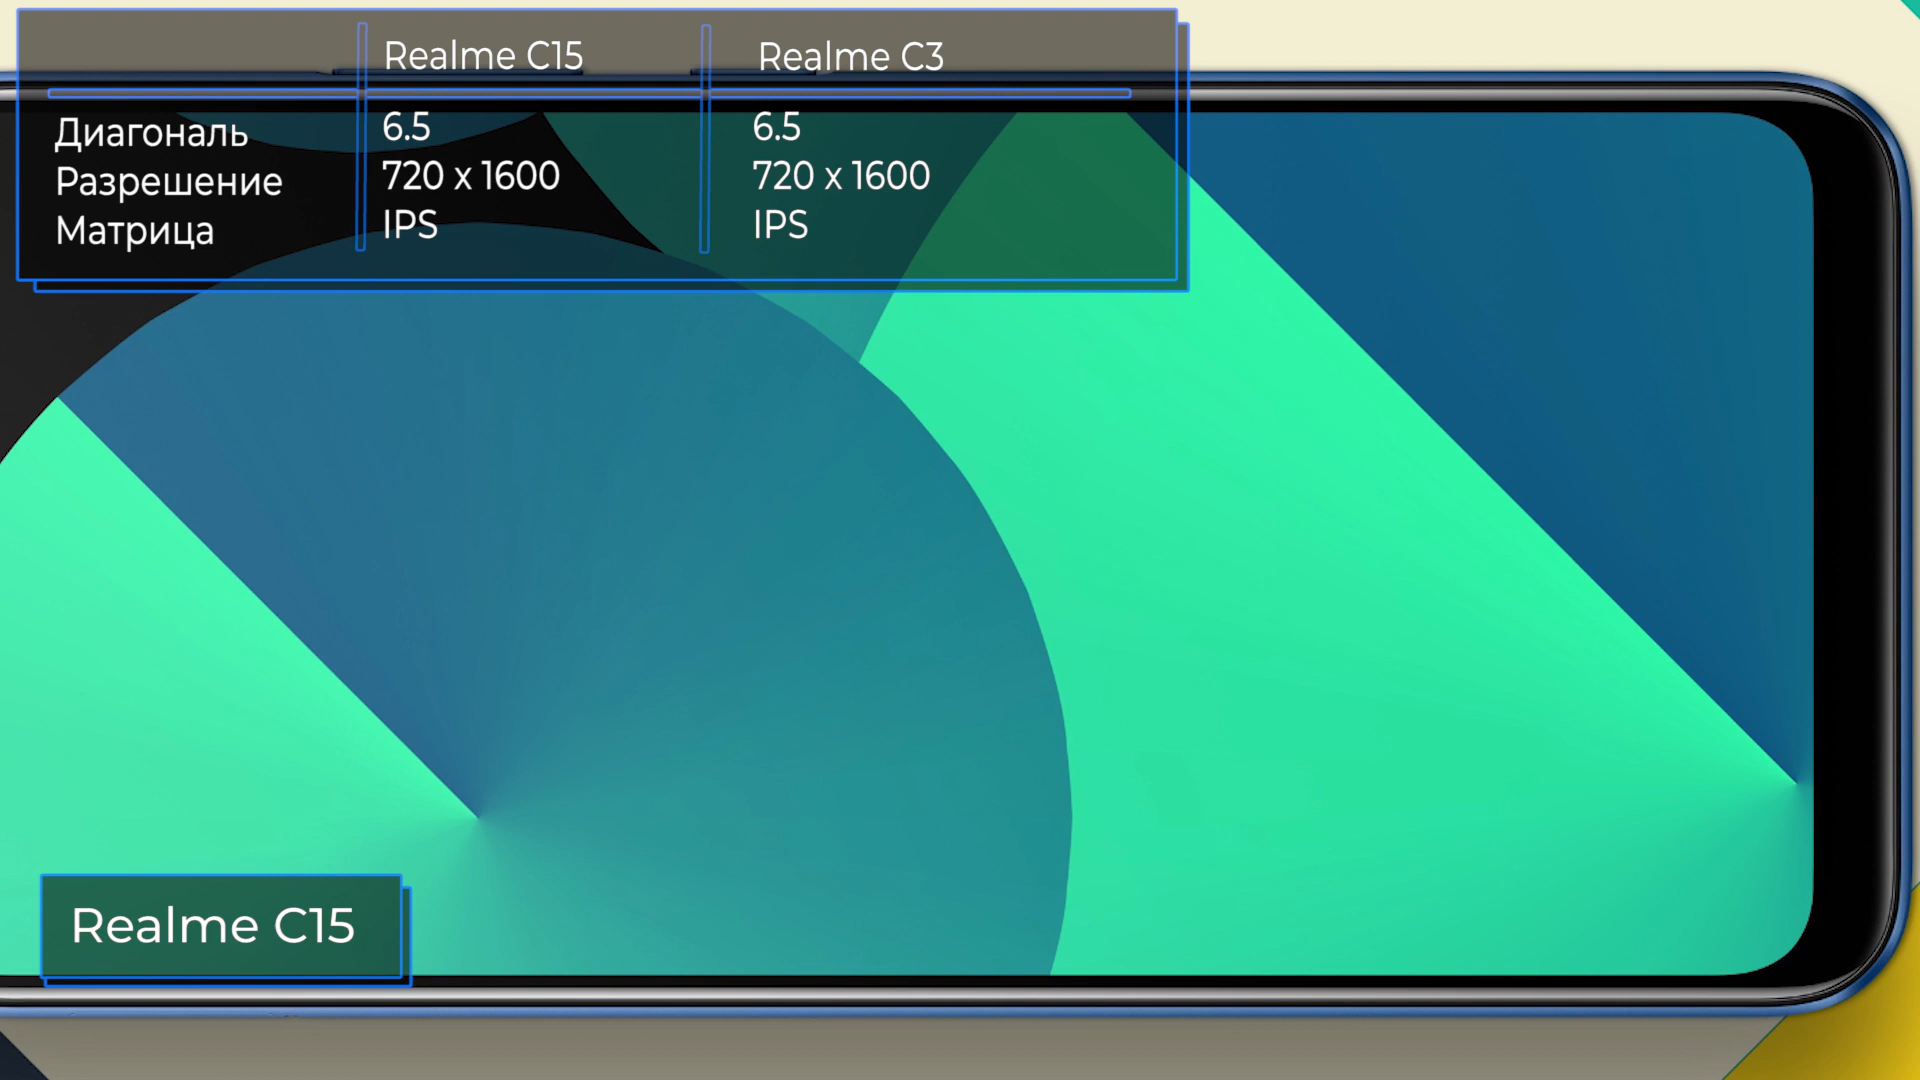 Realme C15 Realme C3
Диагональ 6.5 6.5
Разрешение 720 x 1600 720 x 1600
Матрица IPS IPS
Realme C15